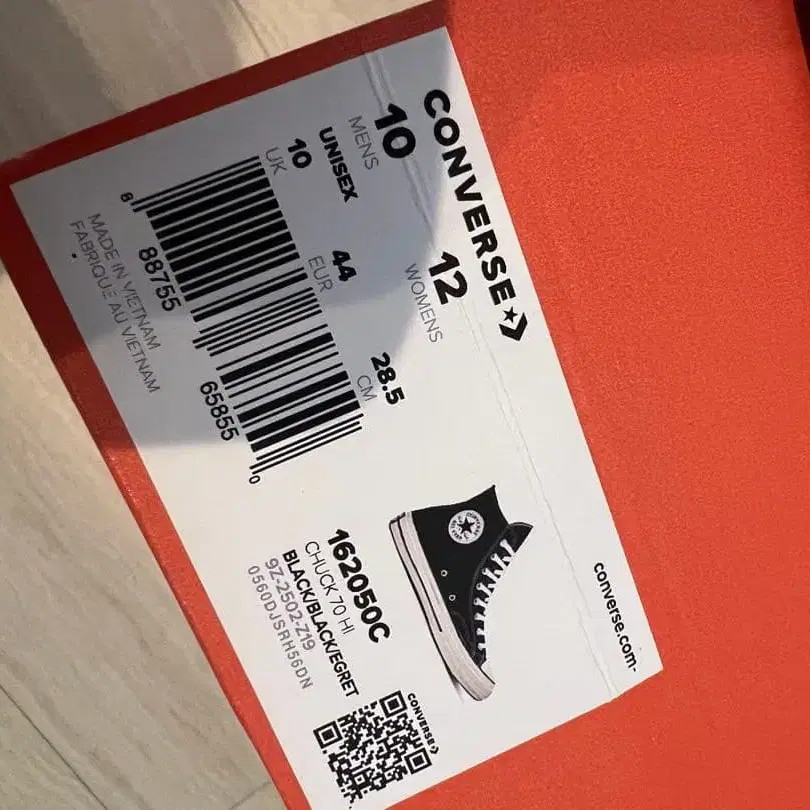 CONVERSE
10
MENS
12
WOMENS
UNISEX
10
UK
44
EUR
28.5
CM
8 88755 65855 0
MADE IN VIETNAM
FABRIQUE AU VIETNAM
162050C
CHUCK 70 HI
BLACK/BLACK/EGRET
9Z-2502-Z19
0560DJSRH56DN
CONVERSE
converse.com